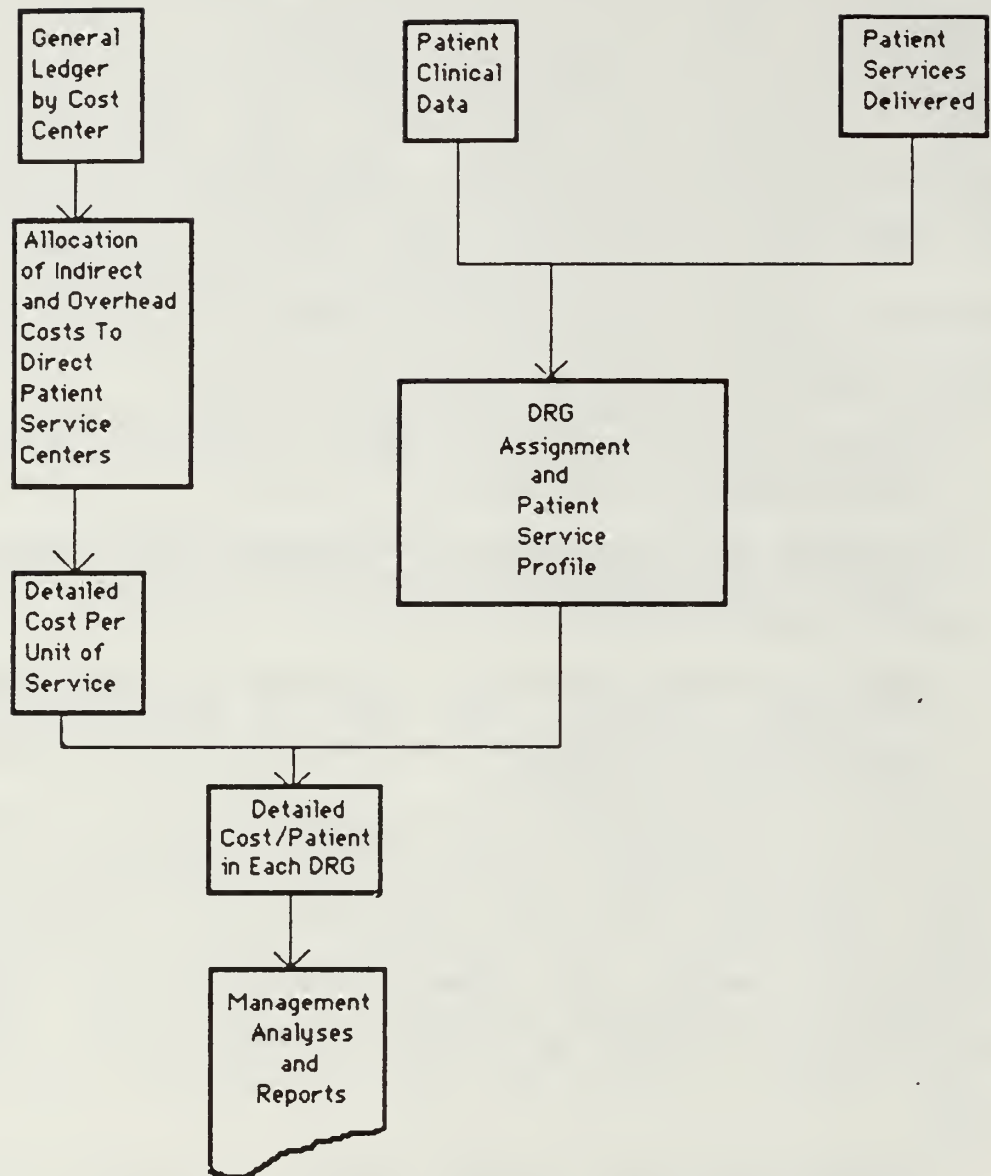 General
Ledger
by Cost
Center
Patient
Clinical
Data
Patient
Services
Delivered
Allocation
of Indirect
and Overhead
Costs To
Direct
Patient
Service
Centers
DRG
Assignment
and
Patient
Service
Profile
Detailed
Cost Per
Unit of
Service
Detailed
Cost/Patient
in Each DRG
Management
Analyses
and
Reports